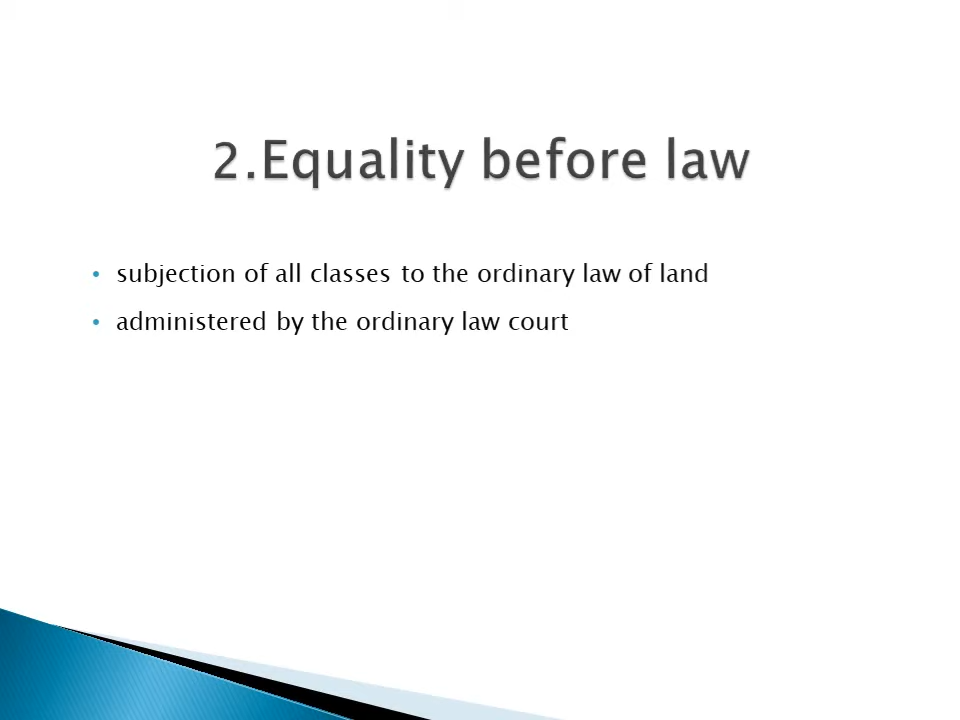 2.Equality before law
• subjection of all classes to the ordinary law of land
• administered by the ordinary law court